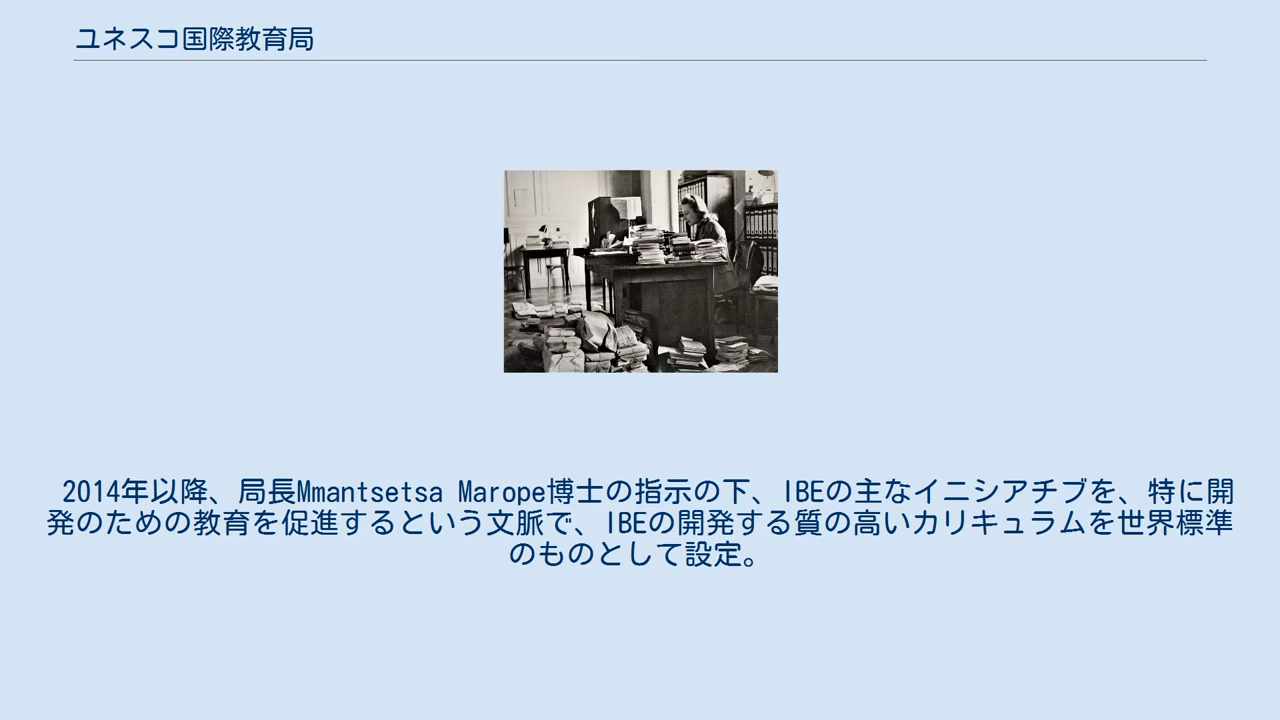 ユネスコ国際教育局
2014年以降、局長Mmantsetsa Marope博士の指示の下、IBEの主なイニシアチブを、特に開
発のための教育を促進するという文脈で、IBEの開発する質の高いカリキュラムを世界標準
のものとして設定。